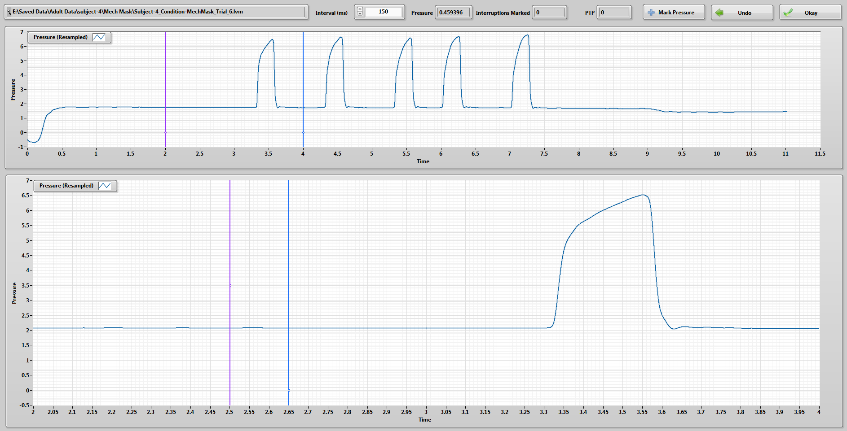 E:\Saved Data\Adult Data\subject-4\Mech Mask\Subject-4_Condition-MechMask_Trial_6.lvm Interval (ms) 150 Pressure 0.459396 Interruptions Marked 0 PTP 0 Mark Pressure Undo Okay
Pressure (Resampled)
7
6
5
4
3
2
1
0
-1
Pressure
0 0.5 1 1.5 2 2.5 3 3.5 4 4.5 5 5.5 6 6.5 7 7.5 8 8.5 9 9.5 10 10.5 11 11.5
Time
Pressure (Resampled)
7
6.5
6
5.5
5
4.5
4
3.5
3
2.5
2
1.5
1
0.5
0
-0.5
Pressure
2 2.05 2.1 2.15 2.2 2.25 2.3 2.35 2.4 2.45 2.5 2.55 2.6 2.65 2.7 2.75 2.8 2.85 2.9 2.95 3 3.05 3.1 3.15 3.2 3.25 3.3 3.35 3.4 3.45 3.5 3.55 3.6 3.65 3.7 3.75 3.8 3.85 3.9 3.95 4
Time